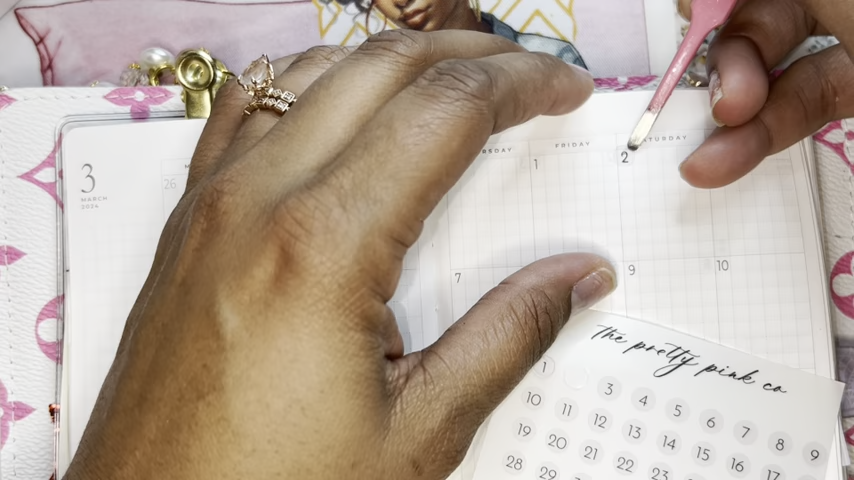 3
MARCH
2024
26
FRIDAY
1
2
7
9
10
the pretty pink co
1
3 4 5 6 7 8 9
10 11 12 13 14 15 16 17
19 20 21 22 23
28 29